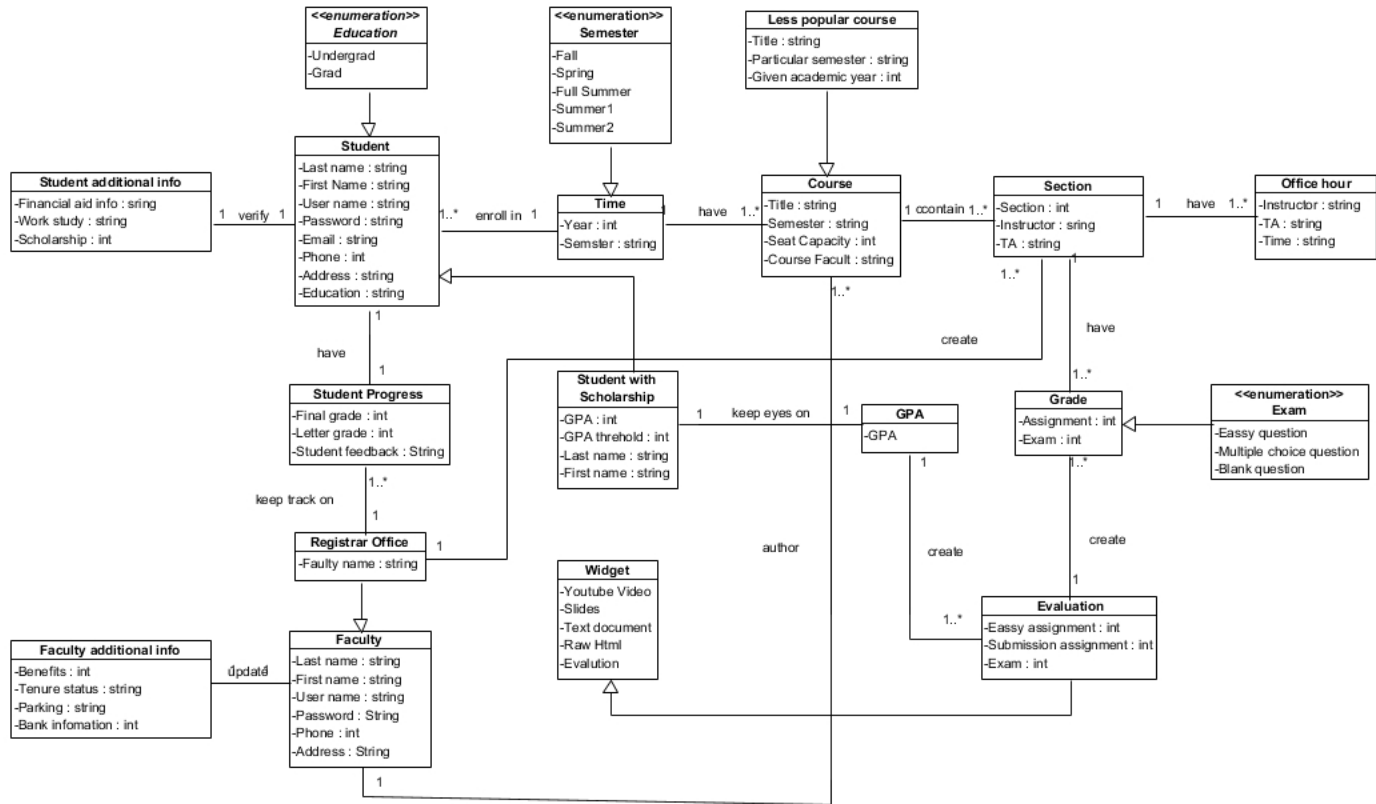 <<enumeration>>
Education
-Undergrad
-Grad
<<enumeration>>
Semester
-Fall
-Spring
-Full Summer
-Summer1
-Summer2
Less popular course
-Title : string
-Particular semester : string
-Given academic year : int
Student additional info
-Financial aid info : sring
-Work study : string
-Scholarship : int
1 verify 1
Student
-Last name : string
-First Name : string
-User name : string
-Password : string
-Email : string
-Phone : int
-Address : string
-Education : string
1..* enroll in 1
Time
-Year : int
-Semster : string
1 have 1..*
Course
-Title : string
-Semester : string
-Seat Capacity : int
-Course Facult : string
1 ccontain 1..*
Section
-Section : int
-Instructor : sring
-TA : string
1 have 1..*
Office hour
-Instructor : string
-TA : string
-Time : string
1
have
1
1..*
1..*
1
have
1..*
create
Student Progress
-Final grade : int
-Letter grade : int
-Student feedback : String
Student with
Scholarship
-GPA : int
-GPA threhold : int
-Last name : string
-First name : string
1 keep eyes on 1
GPA
-GPA
1
Grade
-Assignment : int
-Exam : int
1..*
<<enumeration>>
Exam
-Eassy question
-Multiple choice question
-Blank question
1..*
keep track on
1
Registrar Office
-Faulty name : string
1
author
create
1..*
create
1
Widget
-Youtube Video
-Slides
-Text document
-Raw Html
-Evalution
Evaluation
-Eassy assignment : int
-Submission assignment : int
-Exam : int
Faculty additional info
-Benefits : int
-Tenure status : string
-Parking : string
-Bank infomation : int
1 update 1
Faculty
-Last name : string
-First name : string
-User name : string
-Password : String
-Phone : int
-Address : String
1